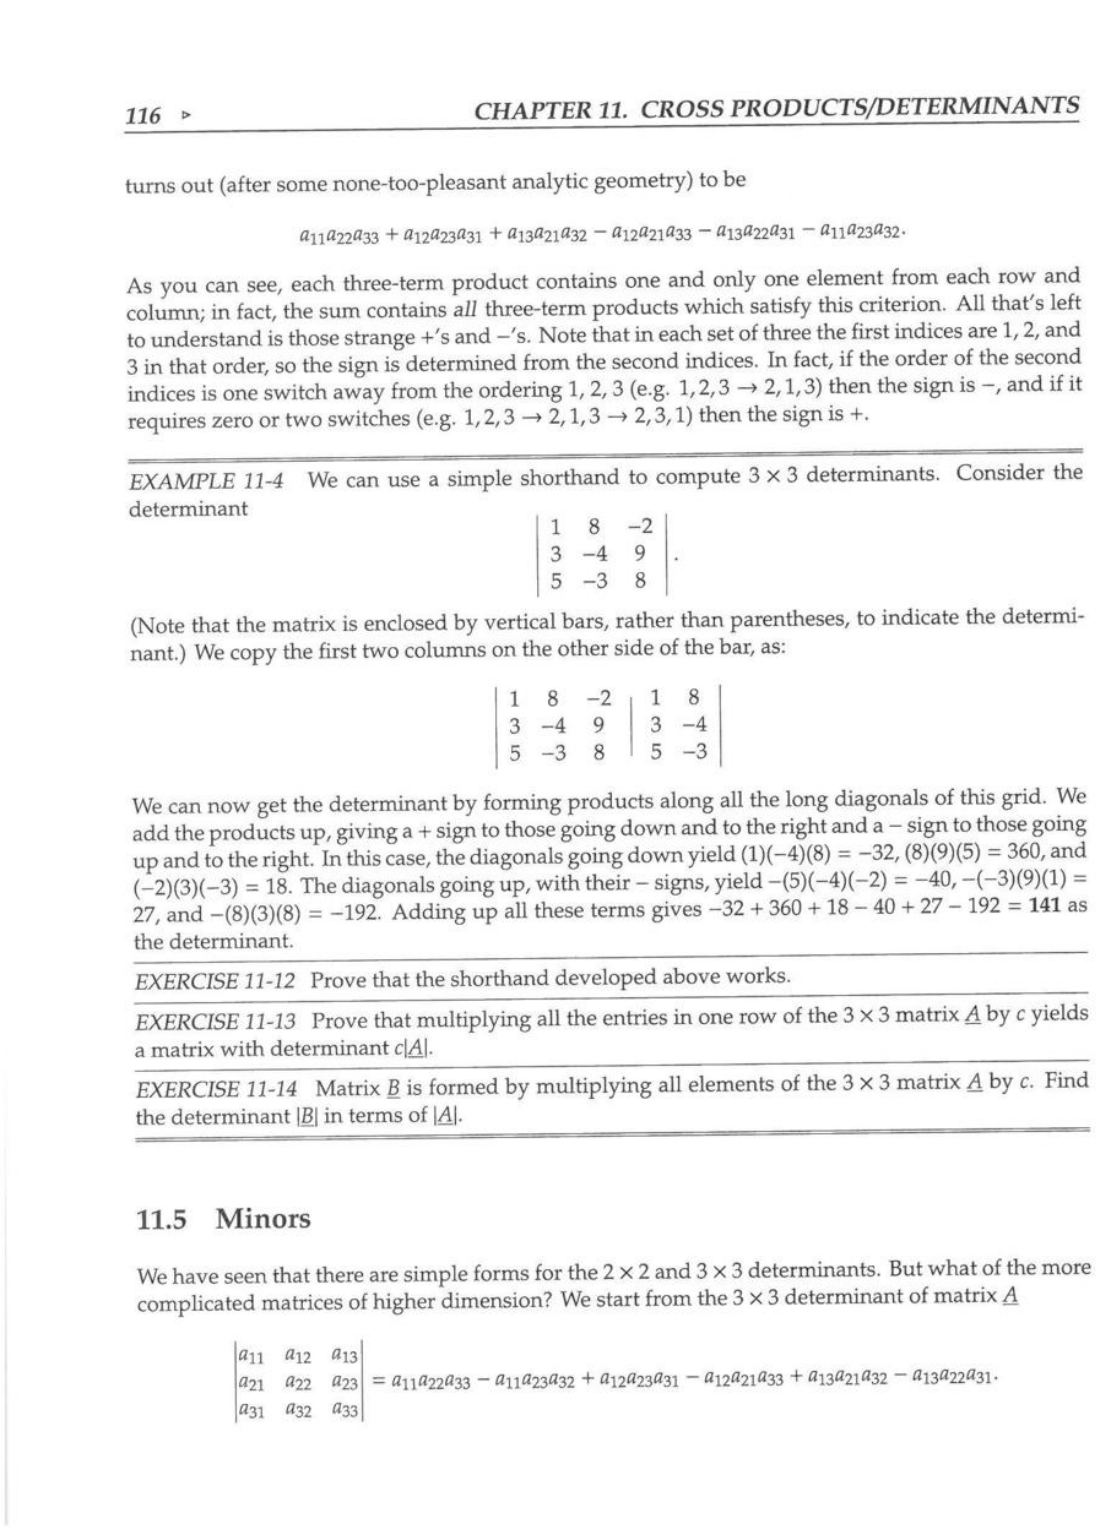 116 ▹ CHAPTER 11. CROSS PRODUCTS/DETERMINANTS
turns out (after some none-too-pleasant analytic geometry) to be
a₁₁a₂₂a₃₃ + a₁₂a₂₃a₃₁ + a₁₃a₂₁a₃₂ − a₁₂a₂₁a₃₃ − a₁₃a₂₂a₃₁ − a₁₁a₂₃a₃₂.
As you can see, each three-term product contains one and only one element from each row and
column; in fact, the sum contains all three-term products which satisfy this criterion. All that's left
to understand is those strange +'s and −'s. Note that in each set of three the first indices are 1, 2, and
3 in that order, so the sign is determined from the second indices. In fact, if the order of the second
indices is one switch away from the ordering 1, 2, 3 (e.g. 1,2,3 → 2,1,3) then the sign is −, and if it
requires zero or two switches (e.g. 1,2,3 → 2,1,3 → 2,3,1) then the sign is +.
EXAMPLE 11-4 We can use a simple shorthand to compute 3 × 3 determinants. Consider the
determinant
| 1 8 −2 |
| 3 −4 9 | .
| 5 −3 8 |
(Note that the matrix is enclosed by vertical bars, rather than parentheses, to indicate the determi-
nant.) We copy the first two columns on the other side of the bar, as:
| 1 8 −2 | 1 8 |
| 3 −4 9 | 3 −4 |
| 5 −3 8 | 5 −3 |
We can now get the determinant by forming products along all the long diagonals of this grid. We
add the products up, giving a + sign to those going down and to the right and a − sign to those going
up and to the right. In this case, the diagonals going down yield (1)(−4)(8) = −32, (8)(9)(5) = 360, and
(−2)(3)(−3) = 18. The diagonals going up, with their − signs, yield −(5)(−4)(−2) = −40, −(−3)(9)(1) =
27, and −(8)(3)(8) = −192. Adding up all these terms gives −32 + 360 + 18 − 40 + 27 − 192 = 141 as
the determinant.
EXERCISE 11-12 Prove that the shorthand developed above works.
EXERCISE 11-13 Prove that multiplying all the entries in one row of the 3 × 3 matrix A by c yields
a matrix with determinant c|A|.
EXERCISE 11-14 Matrix B is formed by multiplying all elements of the 3 × 3 matrix A by c. Find
the determinant |B| in terms of |A|.
11.5 Minors
We have seen that there are simple forms for the 2 × 2 and 3 × 3 determinants. But what of the more
complicated matrices of higher dimension? We start from the 3 × 3 determinant of matrix A
|a₁₁ a₁₂ a₁₃|
|a₂₁ a₂₂ a₂₃| = a₁₁a₂₂a₃₃ − a₁₁a₂₃a₃₂ + a₁₂a₂₃a₃₁ − a₁₂a₂₁a₃₃ + a₁₃a₂₁a₃₂ − a₁₃a₂₂a₃₁.
|a₃₁ a₃₂ a₃₃|